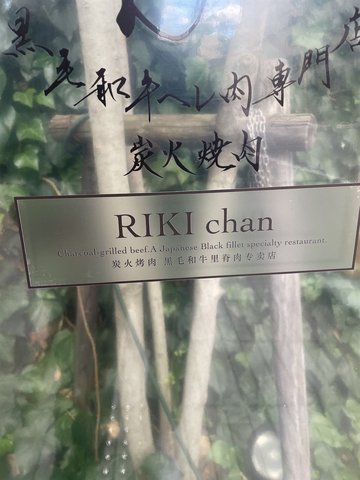 黒毛和牛ヘレ肉専門店
炭火焼肉
RIKI chan
Charcoal-grilled beef.A Japanese Black fillet specialty restaurant.
炭火烤肉 黑毛和牛里脊肉专卖店